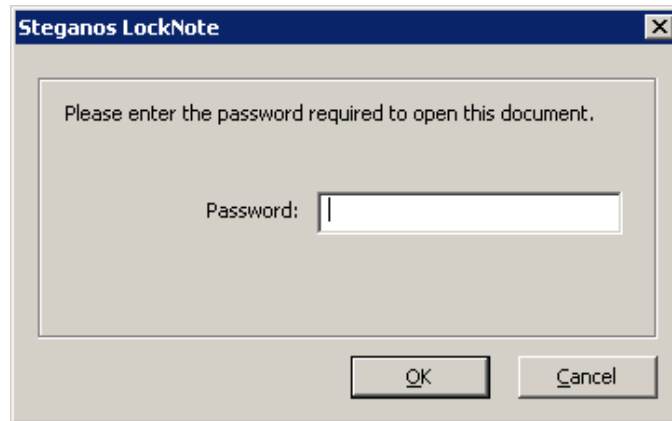 Steganos LockNote
Please enter the password required to open this document.
Password:
OK
Cancel